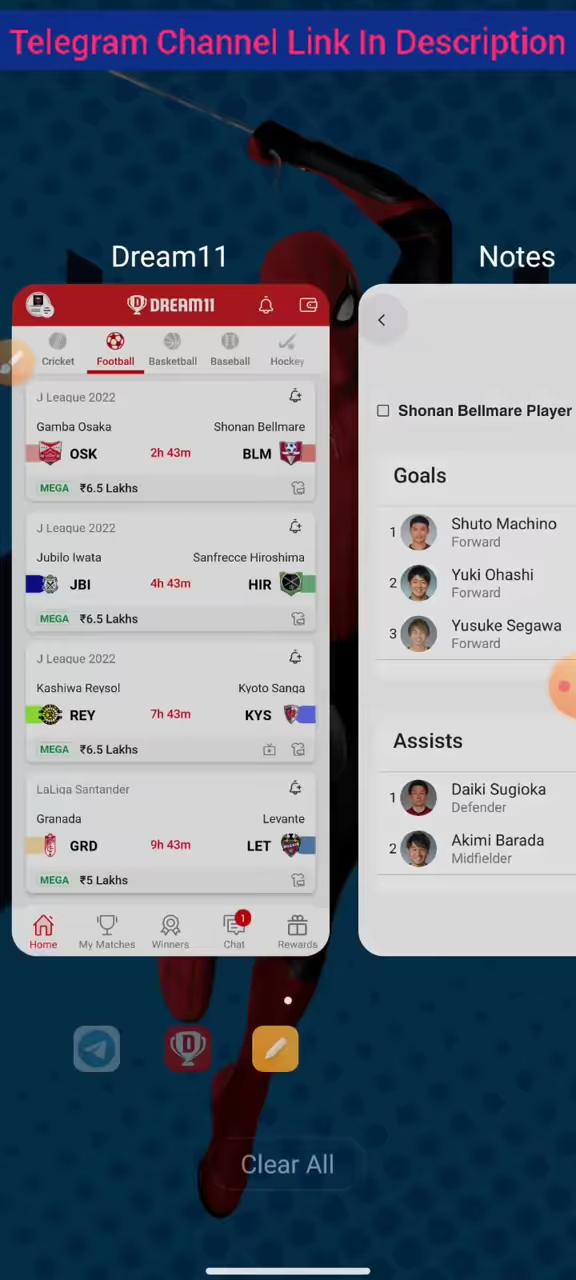 Telegram Channel Link In Description
Dream11
Notes
DREAM11
Cricket
Football
Basketball
Baseball
Hockey
J League 2022
Gamba Osaka
Shonan Bellmare
OSK
2h 43m
BLM
MEGA ₹6.5 Lakhs
J League 2022
Jubilo Iwata
Sanfrecce Hiroshima
JBI
4h 43m
HIR
MEGA ₹6.5 Lakhs
J League 2022
Kashiwa Reysol
Kyoto Sanga
REY
7h 43m
KYS
MEGA ₹6.5 Lakhs
LaLiga Santander
Granada
Levante
GRD
9h 43m
LET
MEGA ₹5 Lakhs
Home
My Matches
Winners
1
Chat
Rewards
Shonan Bellmare Player
Goals
1 Shuto Machino
Forward
2 Yuki Ohashi
Forward
3 Yusuke Segawa
Forward
Assists
1 Daiki Sugioka
Defender
2 Akimi Barada
Midfielder
D
Clear All